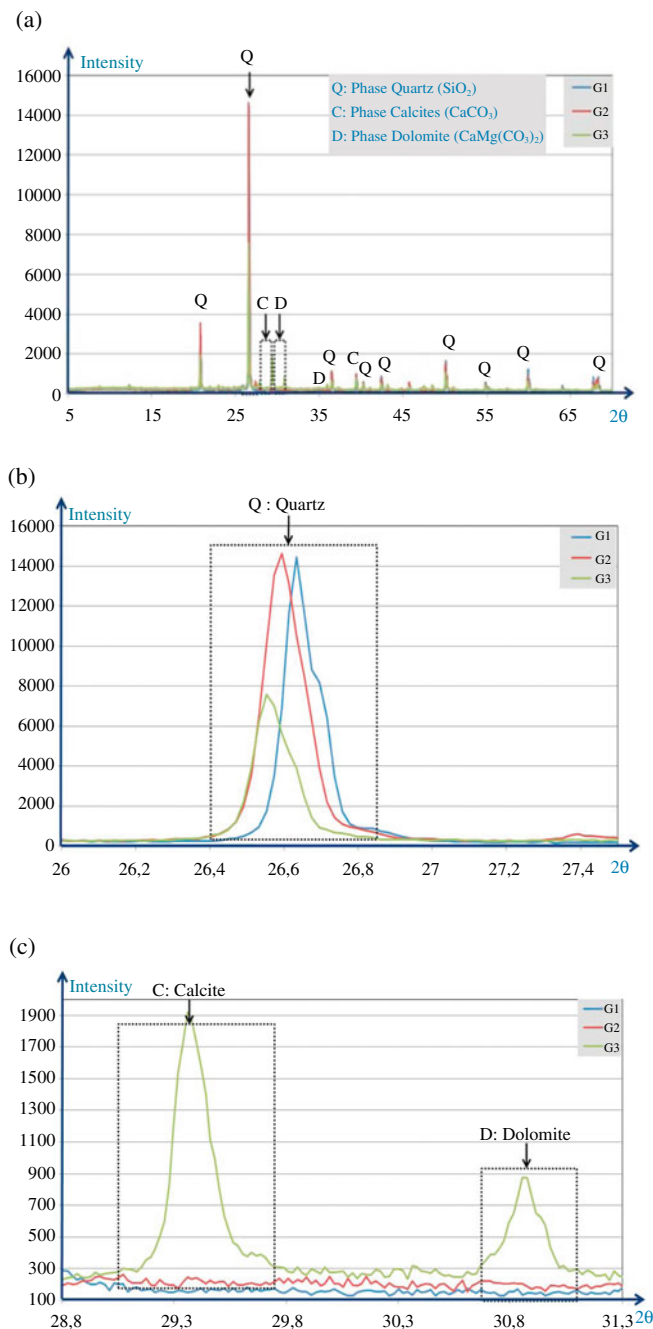 (a)
Intensity
Q
16000
14000
12000
10000
8000
6000
4000
2000
0
Q: Phase Quartz (SiO₂)
C: Phase Calcites (CaCO₃)
D: Phase Dolomite (CaMg(CO₃)₂)
G1
G2
G3
Q
C D
D
Q
C
Q
Q
Q
Q
Q
Q
5 15 25 35 45 55 65 2θ
(b)
Intensity
Q : Quartz
16000
14000
12000
10000
8000
6000
4000
2000
0
G1
G2
G3
26 26,2 26,4 26,6 26,8 27 27,2 27,4 2θ
(c)
Intensity
C: Calcite
1900
1700
1500
1300
1100
900
700
500
300
100
G1
G2
G3
D: Dolomite
28,8 29,3 29,8 30,3 30,8 31,3 2θ